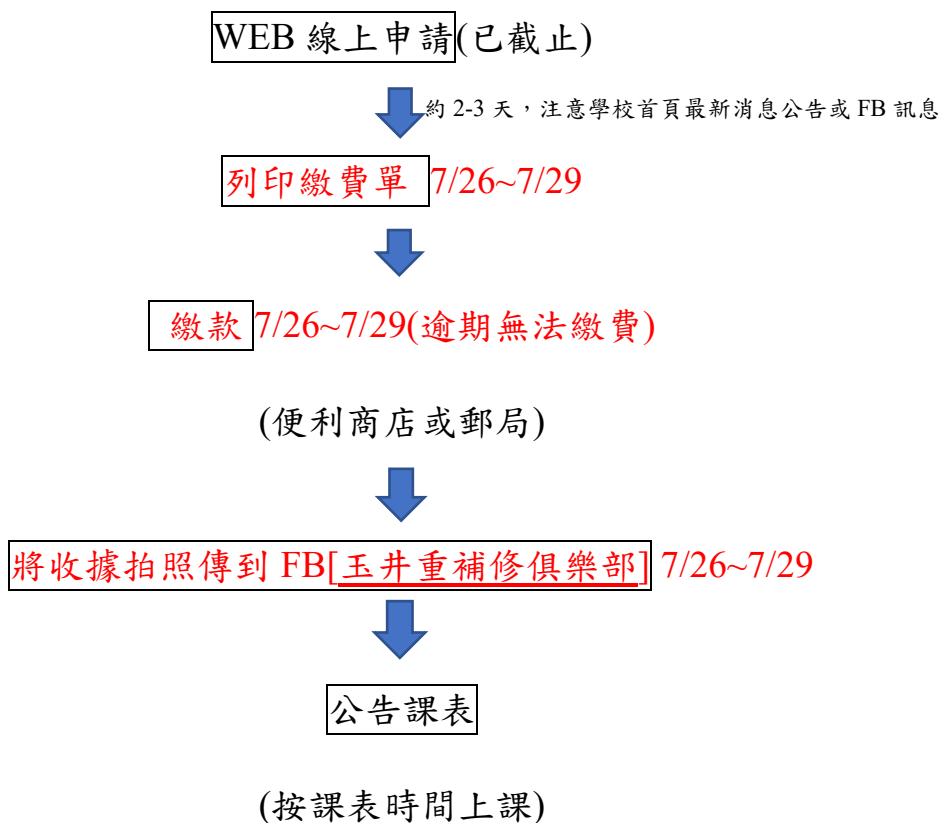 WEB 線上申請(已截止)
約 2-3 天，注意學校首頁最新消息公告或 FB 訊息
列印繳費單 7/26~7/29
繳款 7/26~7/29(逾期無法繳費)
(便利商店或郵局)
將收據拍照傳到 FB[玉井重補修俱樂部] 7/26~7/29
公告課表
(按課表時間上課)